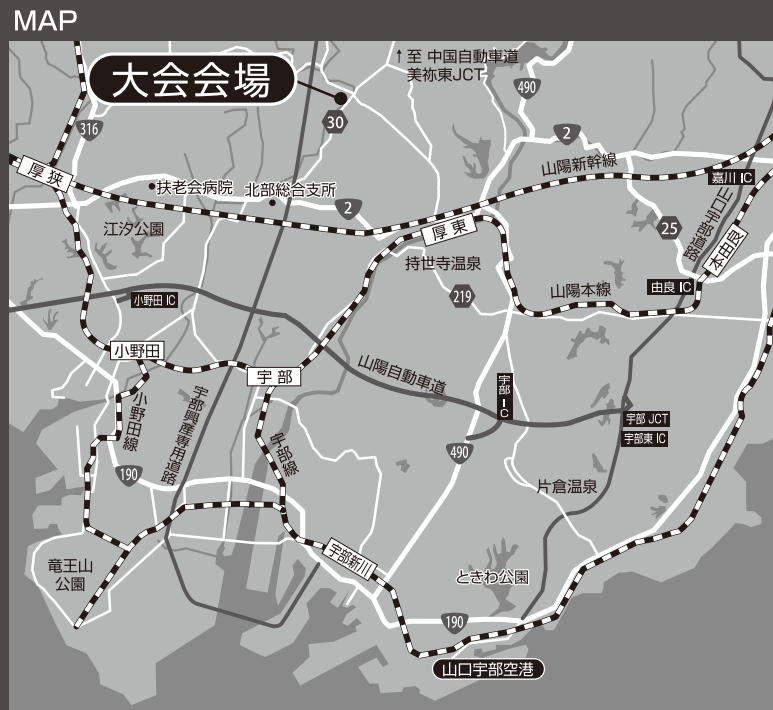 MAP
大会会場
↑至 中国自動車道
美祢東JCT
490
316
30
2
山陽新幹線
嘉川 IC
厚狭
扶老会病院
北部総合支所
2
江汐公園
厚東
25
山口宇部道路
本由良
持世寺温泉
219
山陽本線
由良 IC
小野田 IC
小野田
宇部
山陽自動車道
宇部 IC
宇部 JCT
宇部東 IC
小野田線
宇部興産専用道路
宇部線
490
190
片倉温泉
竜王山
公園
宇部新川
ときわ公園
190
山口宇部空港